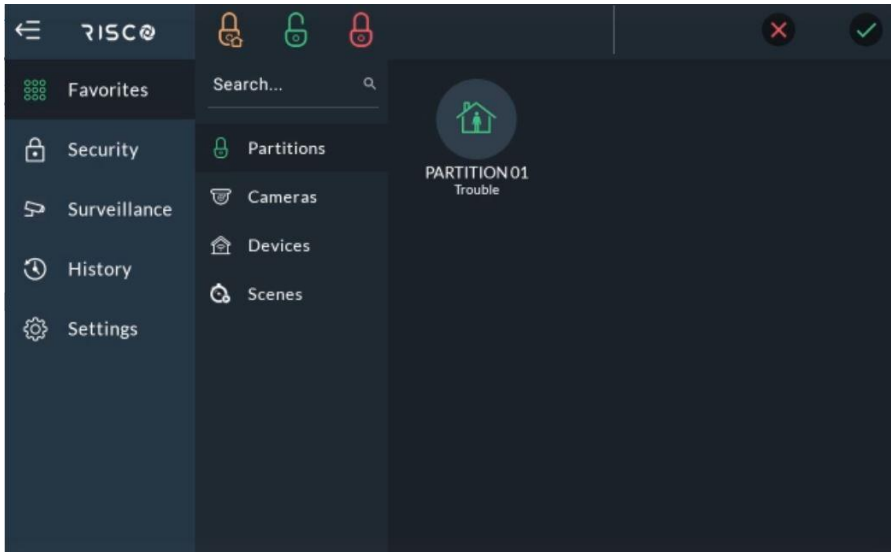 RISCO
Favorites
Security
Surveillance
History
Settings
Search...
Partitions
Cameras
Devices
Scenes
PARTITION 01
Trouble